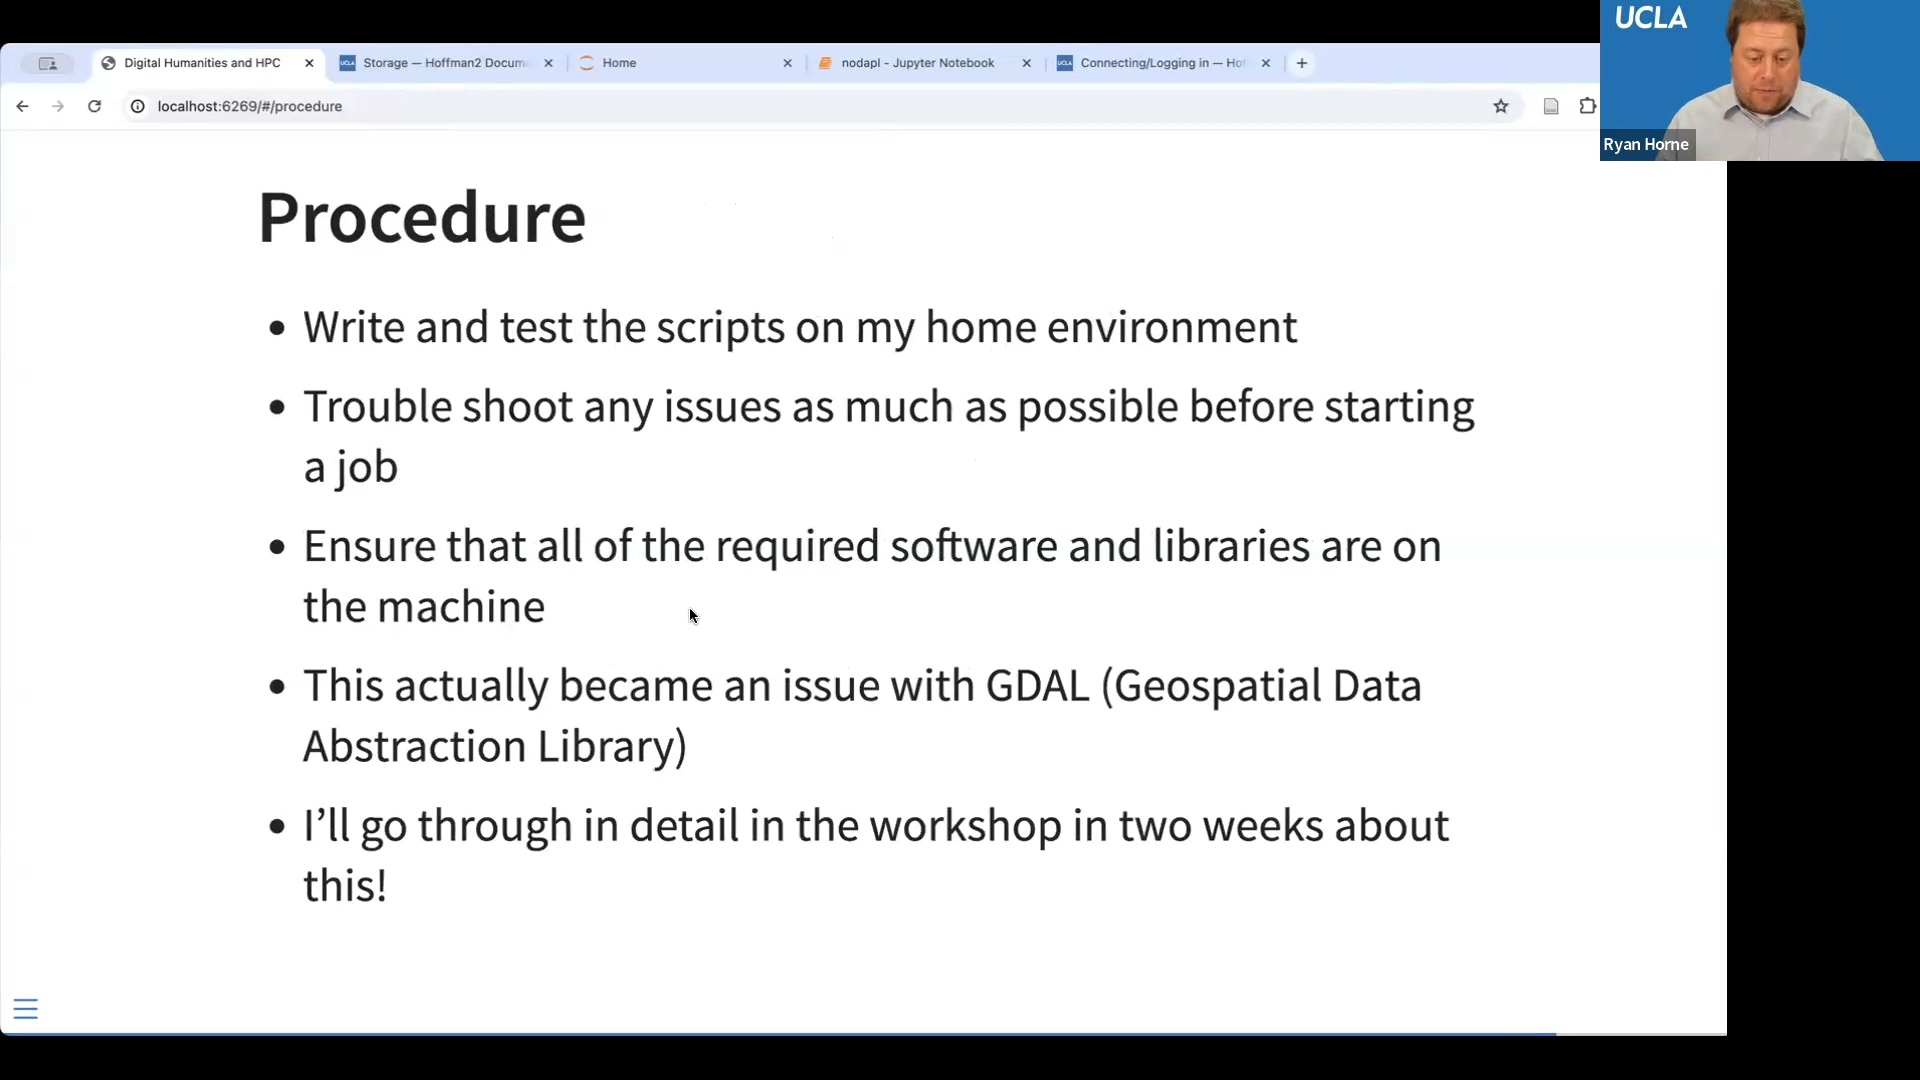 UCLA
Digital Humanities and HPC
Storage — Hoffman2 Docum
Home
nodapl - Jupyter Notebook
Connecting/Logging in — Hof
localhost:6269/#/procedure
Ryan Horne
Procedure
• Write and test the scripts on my home environment
• Trouble shoot any issues as much as possible before starting
a job
• Ensure that all of the required software and libraries are on
the machine
• This actually became an issue with GDAL (Geospatial Data
Abstraction Library)
• I’ll go through in detail in the workshop in two weeks about
this!